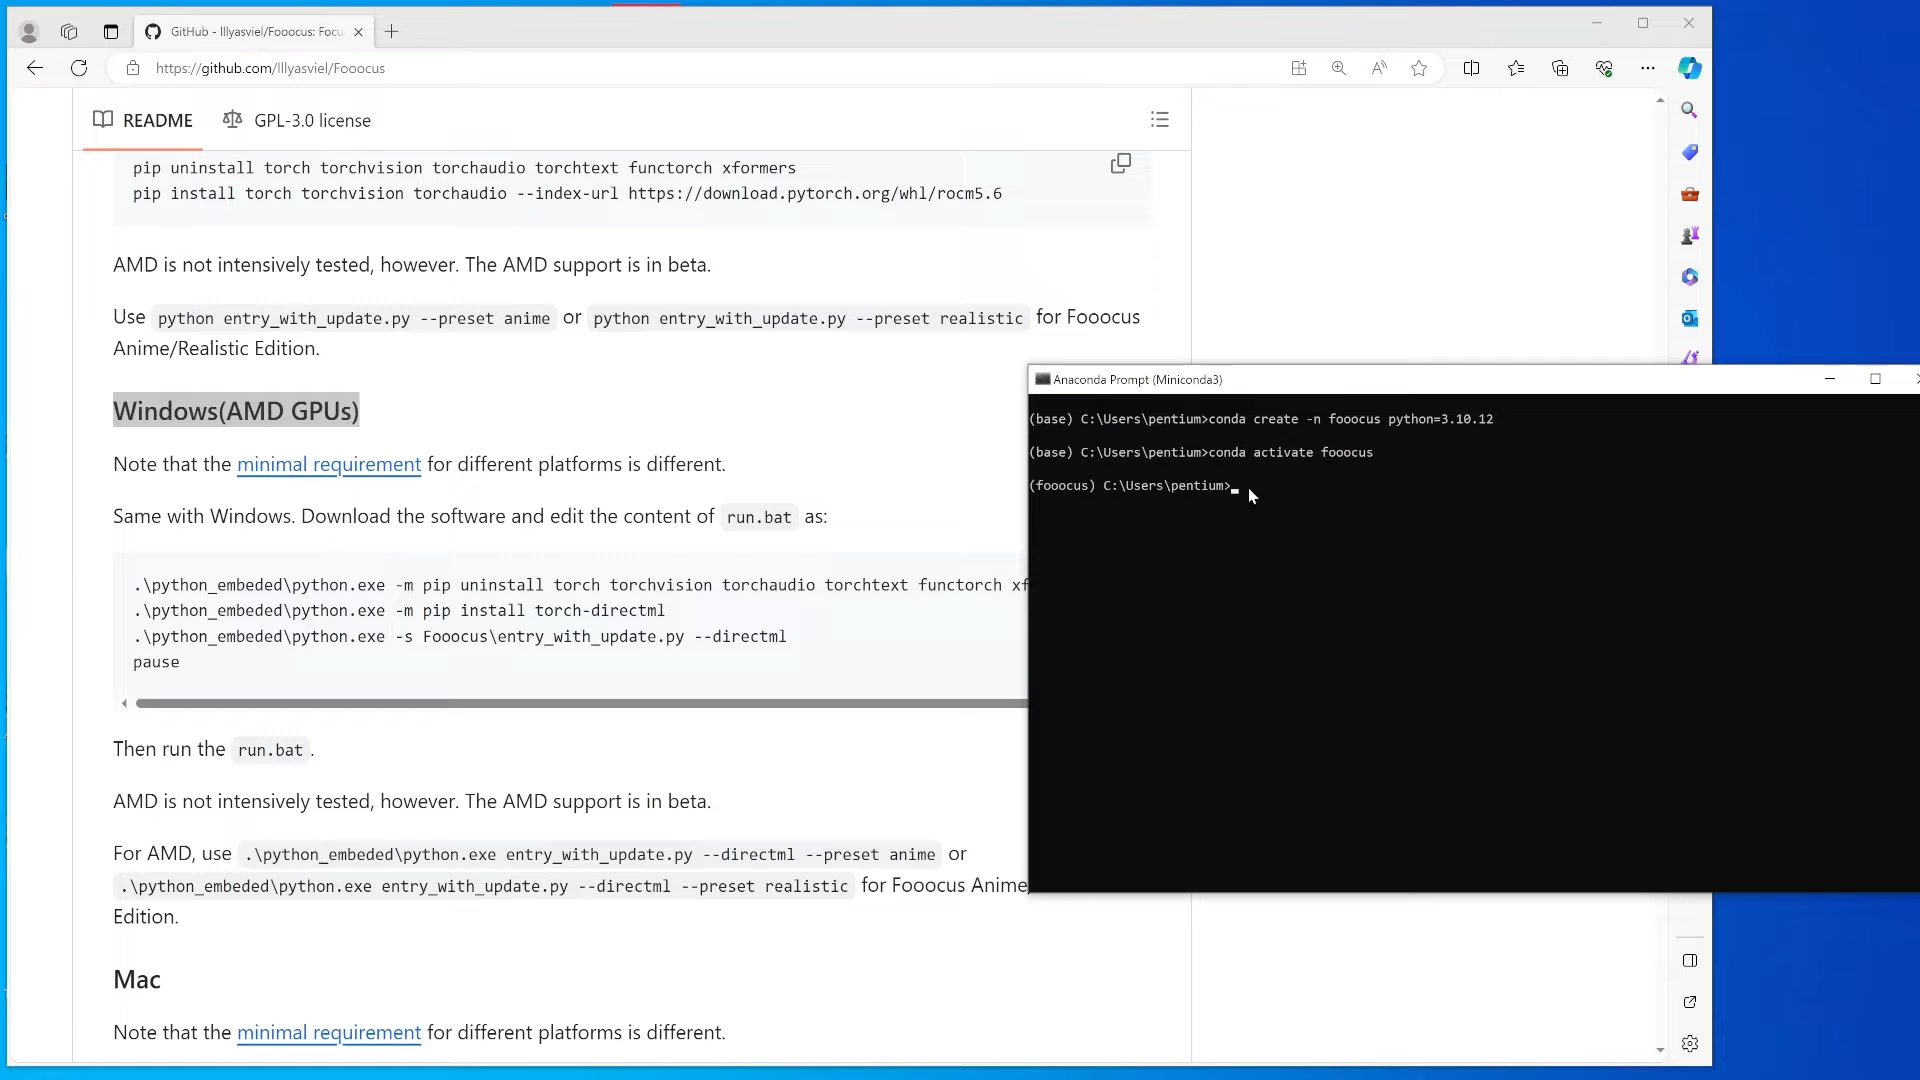 GitHub - lllyasviel/Fooocus: Focu
https://github.com/lllyasviel/Fooocus
README
GPL-3.0 license
pip uninstall torch torchvision torchaudio torchtext functorch xformers
pip install torch torchvision torchaudio --index-url https://download.pytorch.org/whl/rocm5.6
AMD is not intensively tested, however. The AMD support is in beta.
Use python entry_with_update.py --preset anime or python entry_with_update.py --preset realistic for Fooocus
Anime/Realistic Edition.
Windows(AMD GPUs)
Note that the minimal requirement for different platforms is different.
Same with Windows. Download the software and edit the content of run.bat as:
.\python_embeded\python.exe -m pip uninstall torch torchvision torchaudio torchtext functorch xf
.\python_embeded\python.exe -m pip install torch-directml
.\python_embeded\python.exe -s Fooocus\entry_with_update.py --directml
pause
Then run the run.bat.
AMD is not intensively tested, however. The AMD support is in beta.
For AMD, use .\python_embeded\python.exe entry_with_update.py --directml --preset anime or
.\python_embeded\python.exe entry_with_update.py --directml --preset realistic for Fooocus Anime
Edition.
Mac
Note that the minimal requirement for different platforms is different.
Anaconda Prompt (Miniconda3)
(base) C:\Users\pentium>conda create -n fooocus python=3.10.12
(base) C:\Users\pentium>conda activate fooocus
(fooocus) C:\Users\pentium>